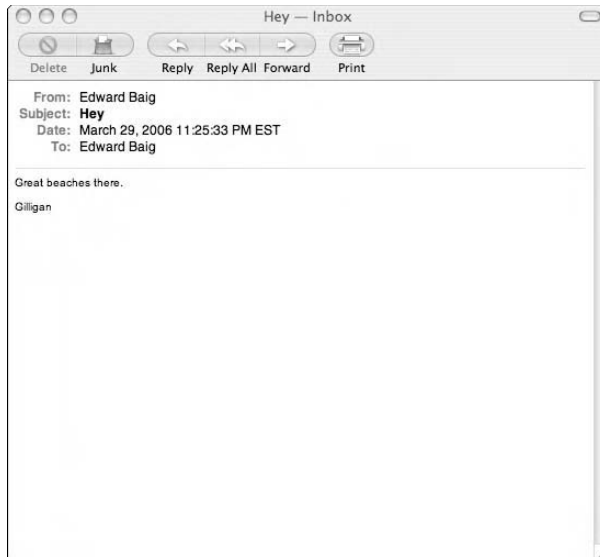 Hey — Inbox
Delete Junk Reply Reply All Forward Print
From: Edward Baig
Subject: Hey
Date: March 29, 2006 11:25:33 PM EST
To: Edward Baig
Great beaches there.
Gilligan